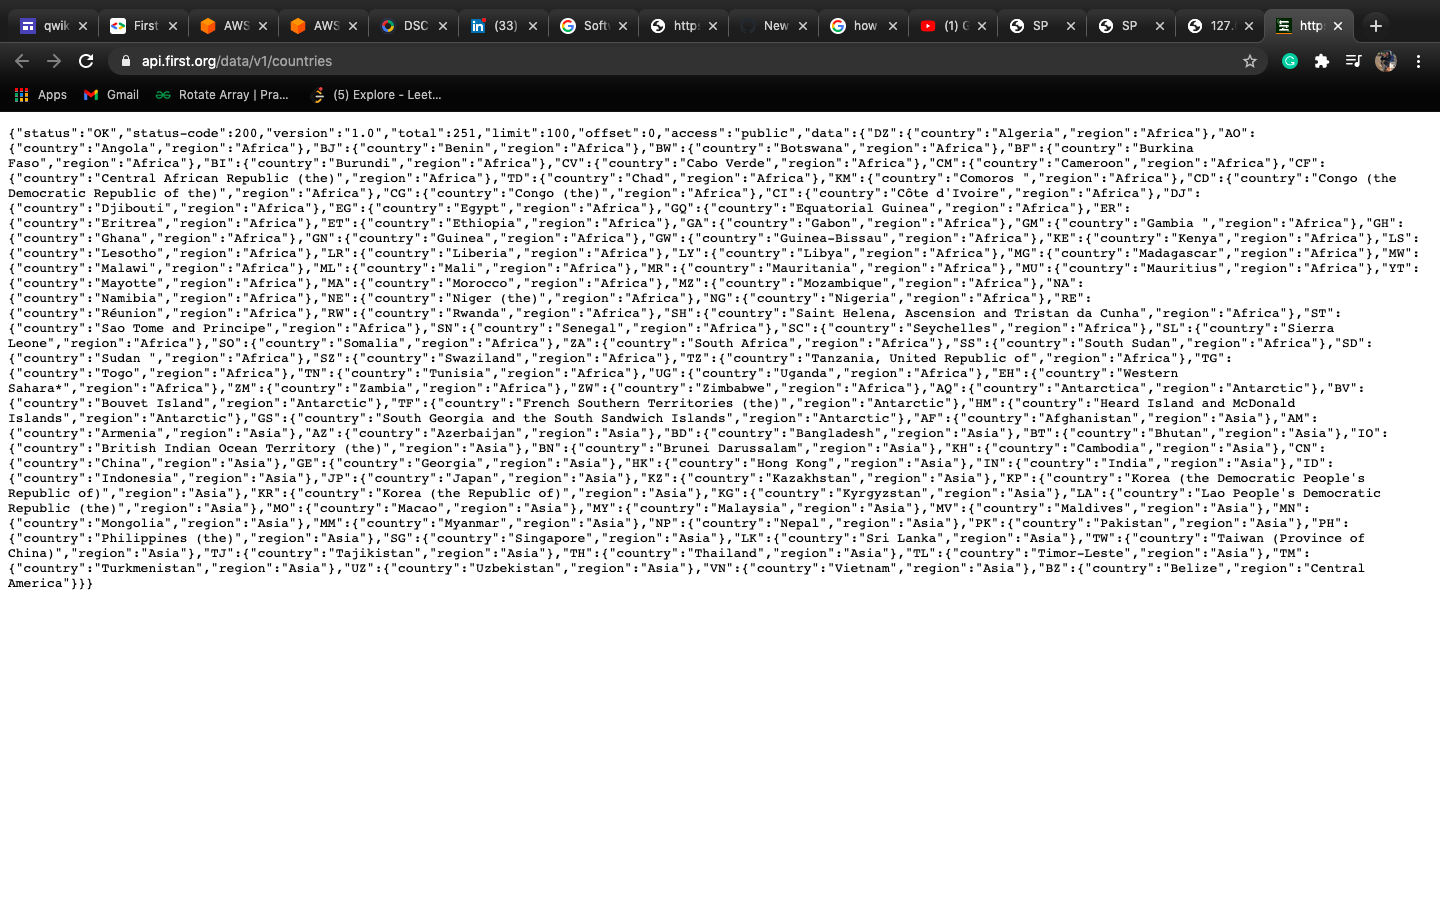 qwik
First
AWS
AWS
DSC
(33)
Soft
http
New
how
(1) G
SP
SP
127.
http
api.first.org/data/v1/countries
Apps
Gmail
Rotate Array | Pra...
(5) Explore - Leet...
{"status":"OK","status-code":200,"version":"1.0","total":251,"limit":100,"offset":0,"access":"public","data":{"DZ":{"country":"Algeria","region":"Africa"},"AO":
{"country":"Angola","region":"Africa"},"BJ":{"country":"Benin","region":"Africa"},"BW":{"country":"Botswana","region":"Africa"},"BF":{"country":"Burkina
Faso","region":"Africa"},"BI":{"country":"Burundi","region":"Africa"},"CV":{"country":"Cabo Verde","region":"Africa"},"CM":{"country":"Cameroon","region":"Africa"},"CF":
{"country":"Central African Republic (the)","region":"Africa"},"TD":{"country":"Chad","region":"Africa"},"KM":{"country":"Comoros ","region":"Africa"},"CD":{"country":"Congo (the
Democratic Republic of the)","region":"Africa"},"CG":{"country":"Congo (the)","region":"Africa"},"CI":{"country":"Côte d'Ivoire","region":"Africa"},"DJ":
{"country":"Djibouti","region":"Africa"},"EG":{"country":"Egypt","region":"Africa"},"GQ":{"country":"Equatorial Guinea","region":"Africa"},"ER":
{"country":"Eritrea","region":"Africa"},"ET":{"country":"Ethiopia","region":"Africa"},"GA":{"country":"Gabon","region":"Africa"},"GM":{"country":"Gambia ","region":"Africa"},"GH":
{"country":"Ghana","region":"Africa"},"GN":{"country":"Guinea","region":"Africa"},"GW":{"country":"Guinea-Bissau","region":"Africa"},"KE":{"country":"Kenya","region":"Africa"},"LS":
{"country":"Lesotho","region":"Africa"},"LR":{"country":"Liberia","region":"Africa"},"LY":{"country":"Libya","region":"Africa"},"MG":{"country":"Madagascar","region":"Africa"},"MW":
{"country":"Malawi","region":"Africa"},"ML":{"country":"Mali","region":"Africa"},"MR":{"country":"Mauritania","region":"Africa"},"MU":{"country":"Mauritius","region":"Africa"},"YT":
{"country":"Mayotte","region":"Africa"},"MA":{"country":"Morocco","region":"Africa"},"MZ":{"country":"Mozambique","region":"Africa"},"NA":
{"country":"Namibia","region":"Africa"},"NE":{"country":"Niger (the)","region":"Africa"},"NG":{"country":"Nigeria","region":"Africa"},"RE":
{"country":"Réunion","region":"Africa"},"RW":{"country":"Rwanda","region":"Africa"},"SH":{"country":"Saint Helena, Ascension and Tristan da Cunha","region":"Africa"},"ST":
{"country":"Sao Tome and Principe","region":"Africa"},"SN":{"country":"Senegal","region":"Africa"},"SC":{"country":"Seychelles","region":"Africa"},"SL":{"country":"Sierra
Leone","region":"Africa"},"SO":{"country":"Somalia","region":"Africa"},"ZA":{"country":"South Africa","region":"Africa"},"SS":{"country":"South Sudan","region":"Africa"},"SD":
{"country":"Sudan ","region":"Africa"},"SZ":{"country":"Swaziland","region":"Africa"},"TZ":{"country":"Tanzania, United Republic of","region":"Africa"},"TG":
{"country":"Togo","region":"Africa"},"TN":{"country":"Tunisia","region":"Africa"},"UG":{"country":"Uganda","region":"Africa"},"EH":{"country":"Western
Sahara*","region":"Africa"},"ZM":{"country":"Zambia","region":"Africa"},"ZW":{"country":"Zimbabwe","region":"Africa"},"AQ":{"country":"Antarctica","region":"Antarctic"},"BV":
{"country":"Bouvet Island","region":"Antarctic"},"TF":{"country":"French Southern Territories (the)","region":"Antarctic"},"HM":{"country":"Heard Island and McDonald
Islands","region":"Antarctic"},"GS":{"country":"South Georgia and the South Sandwich Islands","region":"Antarctic"},"AF":{"country":"Afghanistan","region":"Asia"},"AM":
{"country":"Armenia","region":"Asia"},"AZ":{"country":"Azerbaijan","region":"Asia"},"BD":{"country":"Bangladesh","region":"Asia"},"BT":{"country":"Bhutan","region":"Asia"},"IO":
{"country":"British Indian Ocean Territory (the)","region":"Asia"},"BN":{"country":"Brunei Darussalam","region":"Asia"},"KH":{"country":"Cambodia","region":"Asia"},"CN":
{"country":"China","region":"Asia"},"GE":{"country":"Georgia","region":"Asia"},"HK":{"country":"Hong Kong","region":"Asia"},"IN":{"country":"India","region":"Asia"},"ID":
{"country":"Indonesia","region":"Asia"},"JP":{"country":"Japan","region":"Asia"},"KZ":{"country":"Kazakhstan","region":"Asia"},"KP":{"country":"Korea (the Democratic People's
Republic of)","region":"Asia"},"KR":{"country":"Korea (the Republic of)","region":"Asia"},"KG":{"country":"Kyrgyzstan","region":"Asia"},"LA":{"country":"Lao People's Democratic
Republic (the)","region":"Asia"},"MO":{"country":"Macao","region":"Asia"},"MY":{"country":"Malaysia","region":"Asia"},"MV":{"country":"Maldives","region":"Asia"},"MN":
{"country":"Mongolia","region":"Asia"},"MM":{"country":"Myanmar","region":"Asia"},"NP":{"country":"Nepal","region":"Asia"},"PK":{"country":"Pakistan","region":"Asia"},"PH":
{"country":"Philippines (the)","region":"Asia"},"SG":{"country":"Singapore","region":"Asia"},"LK":{"country":"Sri Lanka","region":"Asia"},"TW":{"country":"Taiwan (Province of
China)","region":"Asia"},"TJ":{"country":"Tajikistan","region":"Asia"},"TH":{"country":"Thailand","region":"Asia"},"TL":{"country":"Timor-Leste","region":"Asia"},"TM":
{"country":"Turkmenistan","region":"Asia"},"UZ":{"country":"Uzbekistan","region":"Asia"},"VN":{"country":"Vietnam","region":"Asia"},"BZ":{"country":"Belize","region":"Central
America"}}}